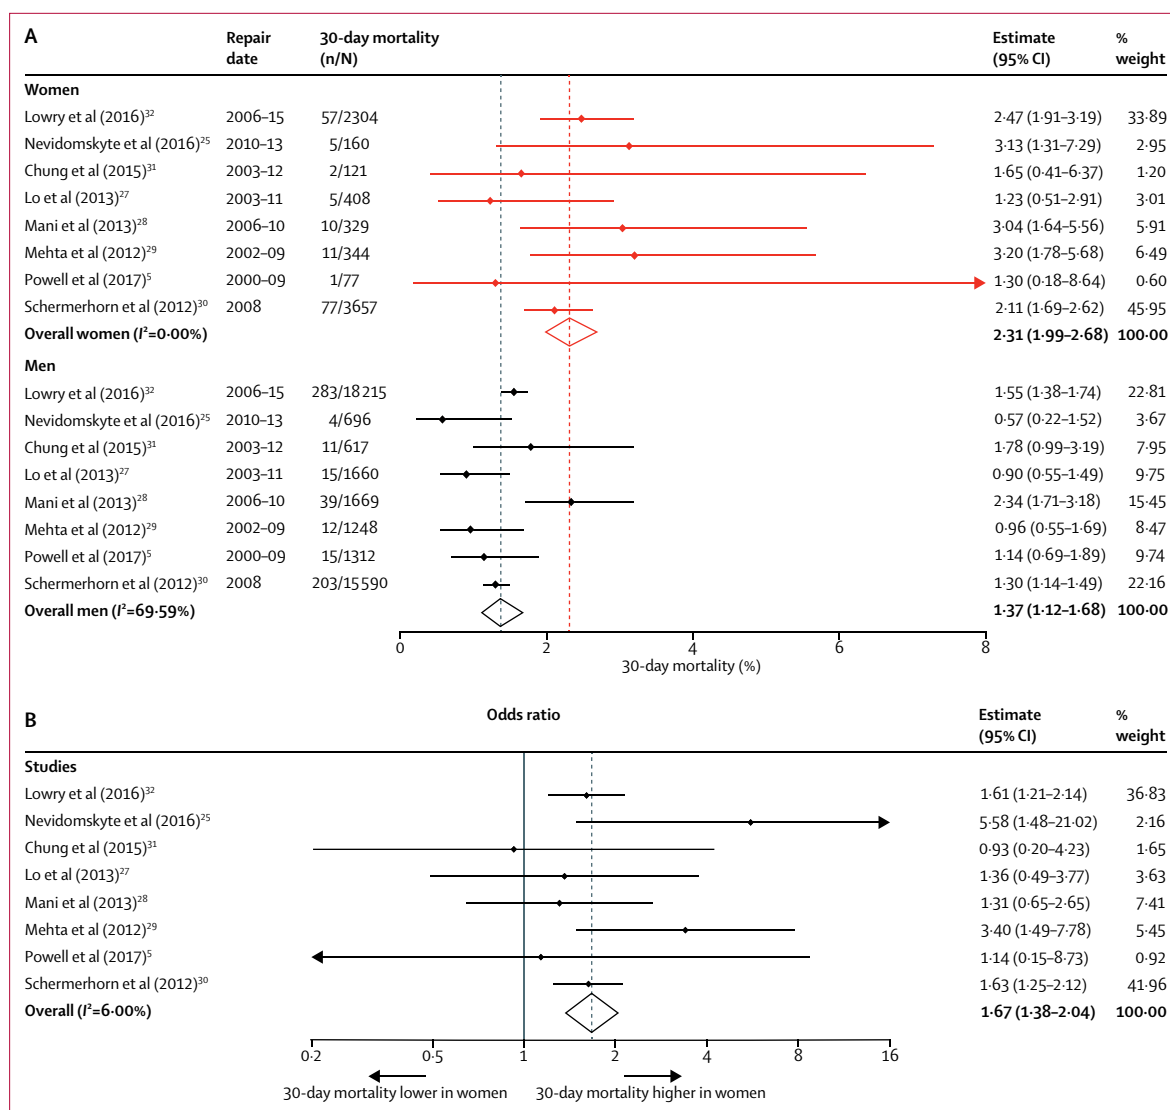 A
Repair date
30-day mortality (n/N)
Estimate (95% CI)
% weight
Women
Lowry et al (2016)32 2006–15 57/2304 2·47 (1·91–3·19) 33·89
Nevidomskyte et al (2016)25 2010–13 5/160 3·13 (1·31–7·29) 2·95
Chung et al (2015)31 2003–12 2/121 1·65 (0·41–6·37) 1·20
Lo et al (2013)27 2003–11 5/408 1·23 (0·51–2·91) 3·01
Mani et al (2013)28 2006–10 10/329 3·04 (1·64–5·56) 5·91
Mehta et al (2012)29 2002–09 11/344 3·20 (1·78–5·68) 6·49
Powell et al (2017)5 2000–09 1/77 1·30 (0·18–8·64) 0·60
Schermerhorn et al (2012)30 2008 77/3657 2·11 (1·69–2·62) 45·95
Overall women (I2=0·00%) 2·31 (1·99–2·68) 100·00
Men
Lowry et al (2016)32 2006–15 283/18 215 1·55 (1·38–1·74) 22·81
Nevidomskyte et al (2016)25 2010–13 4/696 0·57 (0·22–1·52) 3·67
Chung et al (2015)31 2003–12 11/617 1·78 (0·99–3·19) 7·95
Lo et al (2013)27 2003–11 15/1660 0·90 (0·55–1·49) 9·75
Mani et al (2013)28 2006–10 39/1669 2·34 (1·71–3·18) 15·45
Mehta et al (2012)29 2002–09 12/1248 0·96 (0·55–1·69) 8·47
Powell et al (2017)5 2000–09 15/1312 1·14 (0·69–1·89) 9·74
Schermerhorn et al (2012)30 2008 203/15 590 1·30 (1·14–1·49) 22·16
Overall men (I2=69·59%) 1·37 (1·12–1·68) 100·00
0 2 4 6 8
30-day mortality (%)
B
Odds ratio
Estimate (95% CI)
% weight
Studies
Lowry et al (2016)32 1·61 (1·21–2·14) 36·83
Nevidomskyte et al (2016)25 5·58 (1·48–21·02) 2·16
Chung et al (2015)31 0·93 (0·20–4·23) 1·65
Lo et al (2013)27 1·36 (0·49–3·77) 3·63
Mani et al (2013)28 1·31 (0·65–2·65) 7·41
Mehta et al (2012)29 3·40 (1·49–7·78) 5·45
Powell et al (2017)5 1·14 (0·15–8·73) 0·92
Schermerhorn et al (2012)30 1·63 (1·25–2·12) 41·96
Overall (I2=6·00%) 1·67 (1·38–2·04) 100·00
0·2 0·5 1 2 4 8 16
30-day mortality lower in women 30-day mortality higher in women